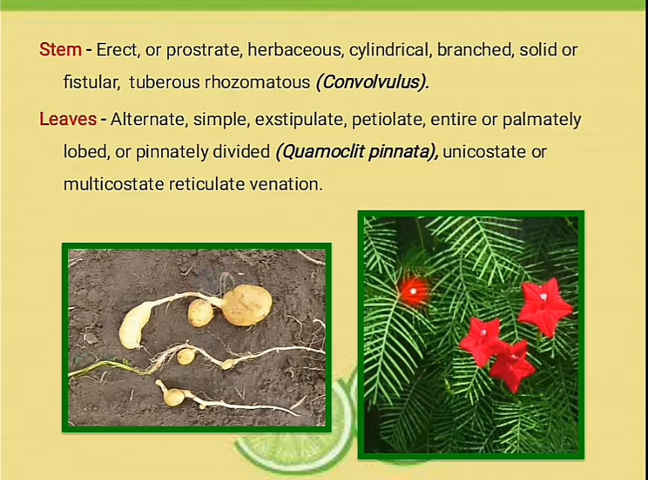 Stem - Erect, or prostrate, herbaceous, cylindrical, branched, solid or
fistular, tuberous rhozomatous (Convolvulus).
Leaves - Alternate, simple, exstipulate, petiolate, entire or palmately
lobed, or pinnately divided (Quamoclit pinnata), unicostate or
multicostate reticulate venation.